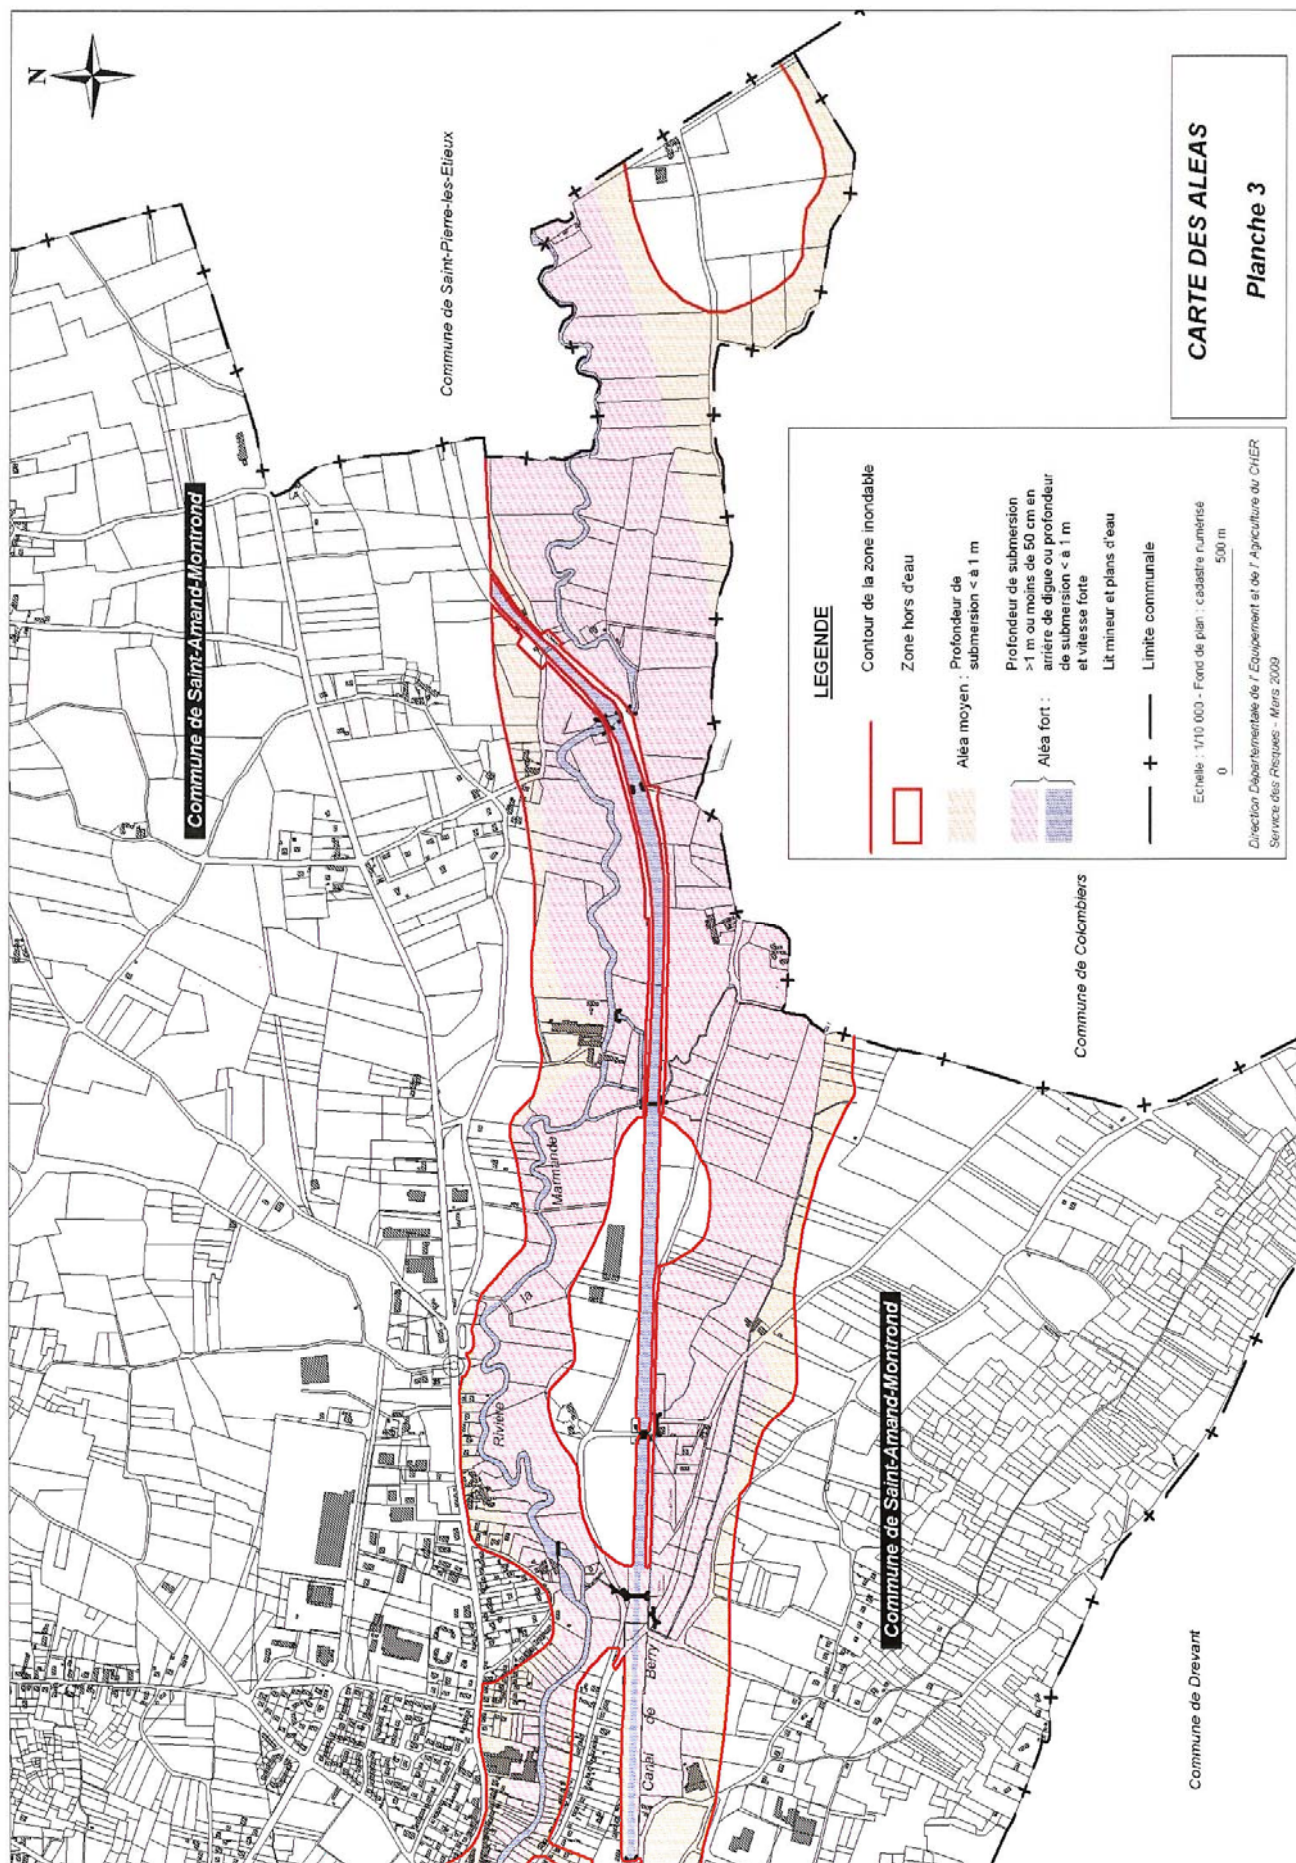 N
Commune de Saint-Pierre-les-Etieux
Commune de Saint-Amand-Montrond
Rivière
la
Marmande
Canal de Berry
Commune de Saint-Amand-Montrond
Commune de Colombiers
Commune de Drevant
LEGENDE
Contour de la zone inondable
Zone hors d'eau
Aléa moyen :
Profondeur de
submersion < à 1 m
Aléa fort :
Profondeur de submersion
>1 m ou moins de 50 cm en
arrière de digue ou profondeur
de submersion < à 1 m
et vitesse forte
Lit mineur et plans d'eau
Limite communale
Echelle : 1/10 000 - Fond de plan : cadastre numérisé
0
500 m
Direction Départementale de l'Equipement et de l'Agriculture du CHER
Service des Risques - Mars 2009
CARTE DES ALEAS
Planche 3